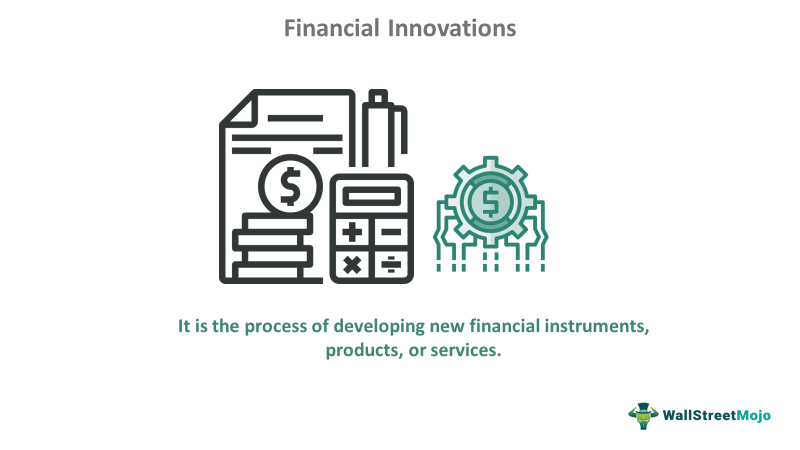 Financial Innovations
It is the process of developing new financial instruments,
products, or services.
WallStreetMojo